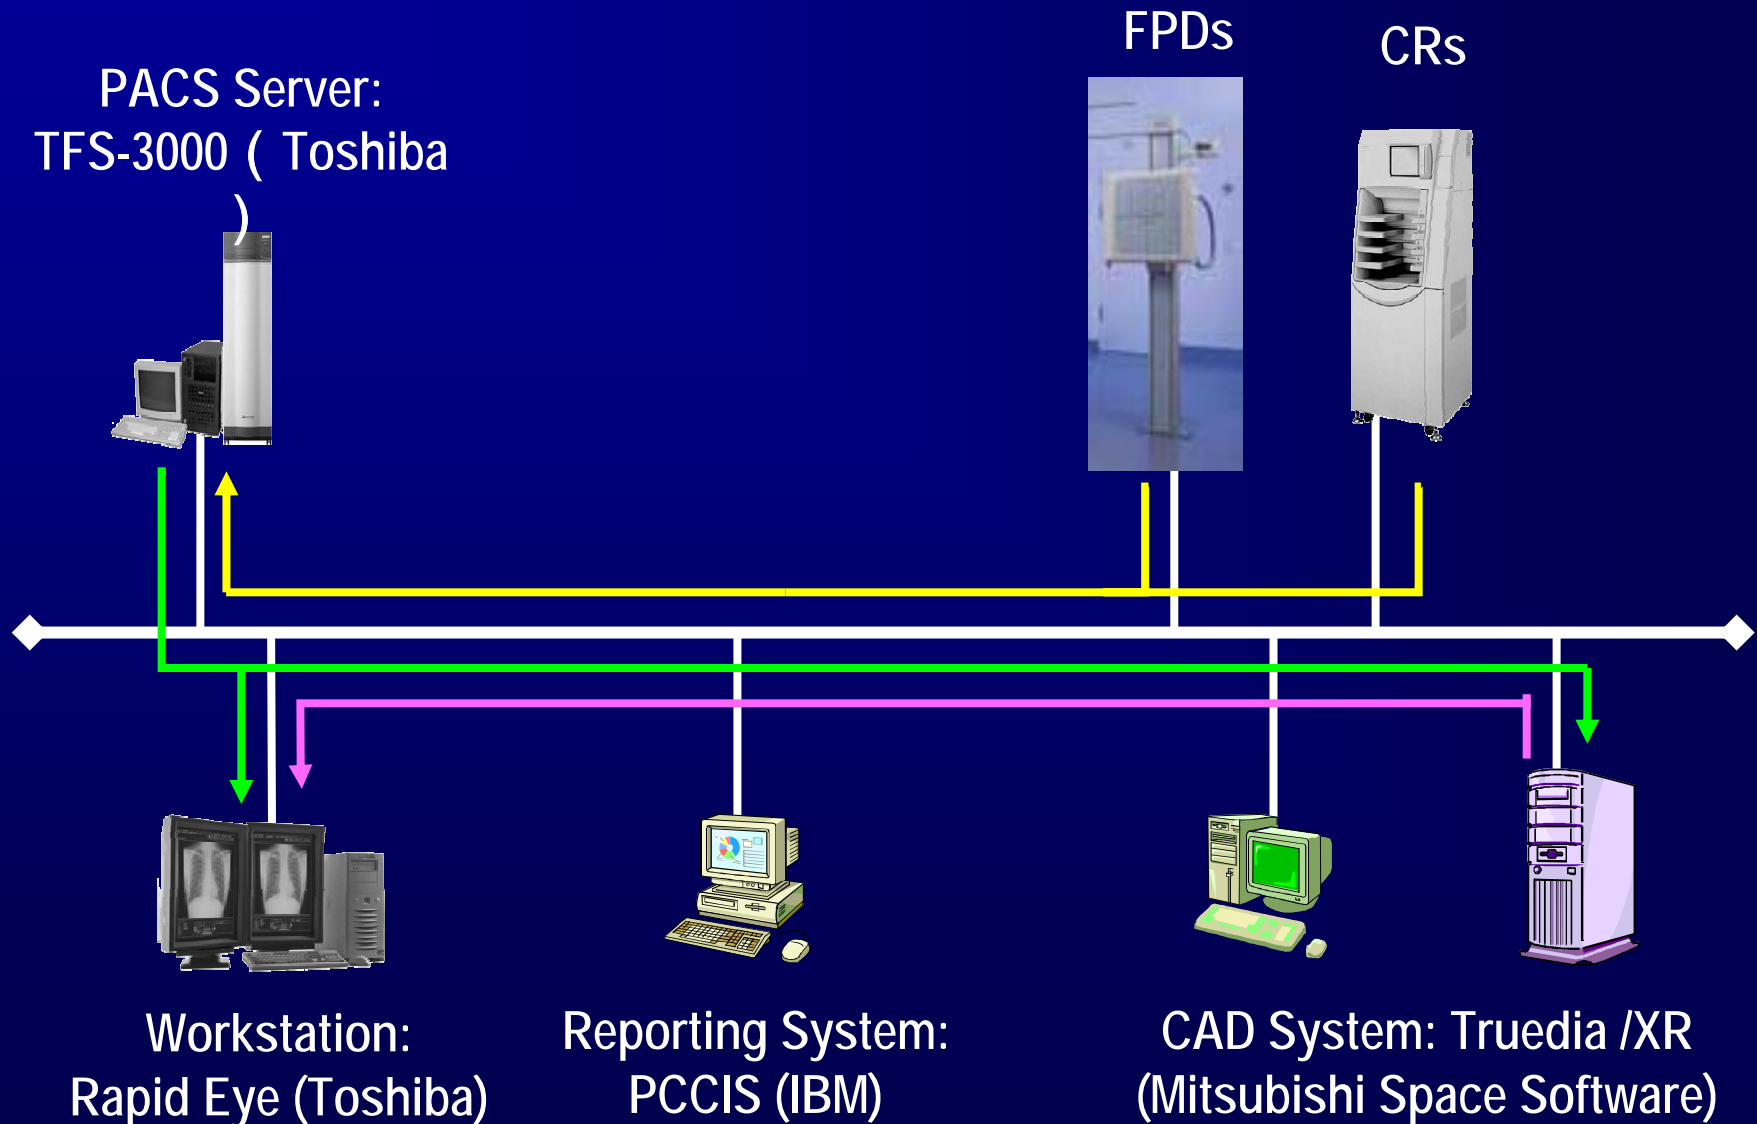 FPDs
CRs
PACS Server:
TFS-3000 ( Toshiba
)
Workstation:
Rapid Eye (Toshiba)
Reporting System:
PCCIS (IBM)
CAD System: Truedia /XR
(Mitsubishi Space Software)